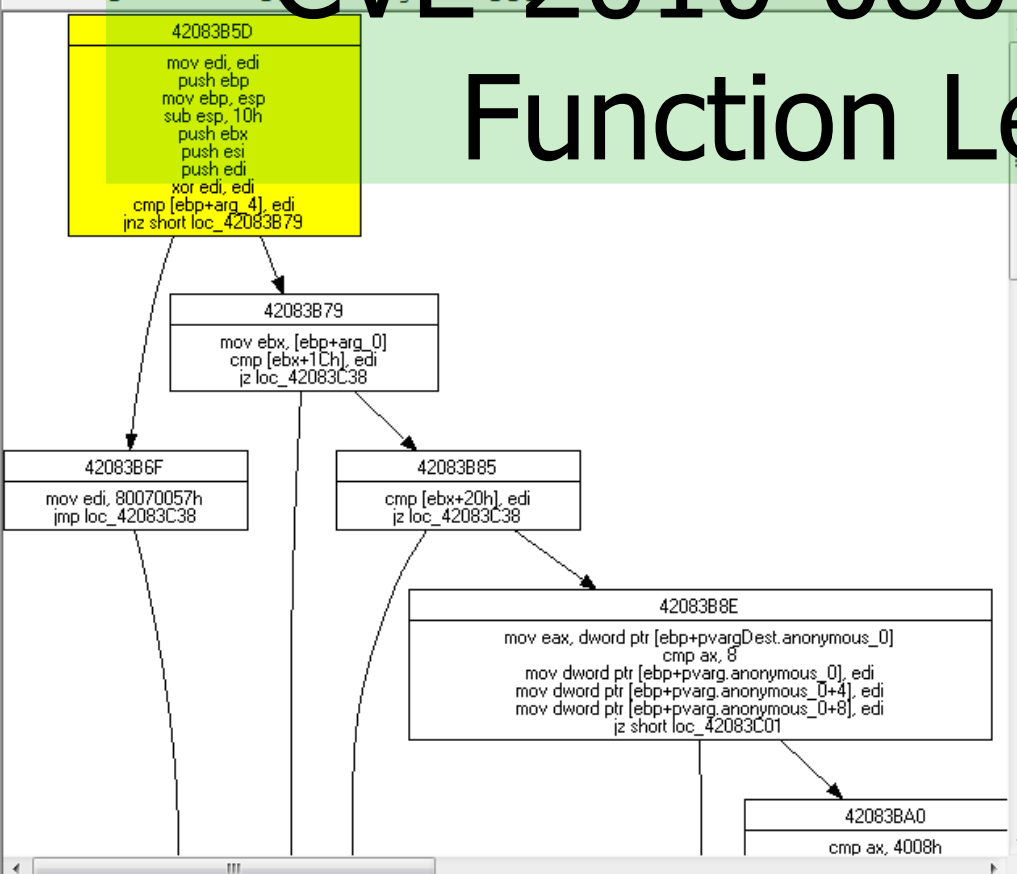 Function
42083B5D
mov edi, edi
push ebp
mov ebp, esp
sub esp, 10h
push ebx
push esi
push edi
xor edi, edi
cmp [ebp+arg_4], edi
jnz short loc_42083B79
42083B79
mov ebx, [ebp+arg_0]
cmp [ebx+1Ch], edi
jz loc_42083C38
42083B6F
mov edi, 80070057h
jmp loc_42083C38
42083B85
cmp [ebx+20h], edi
jz loc_42083C38
42083B8E
mov eax, dword ptr [ebp+pvargDest.anonymous_0]
cmp ax, 8
mov dword ptr [ebp+pvarg.anonymous_0], edi
mov dword ptr [ebp+pvarg.anonymous_0+4], edi
mov dword ptr [ebp+pvarg.anonymous_0+8], edi
jz short loc_42083C01
42083BA0
cmp ax, 4008h